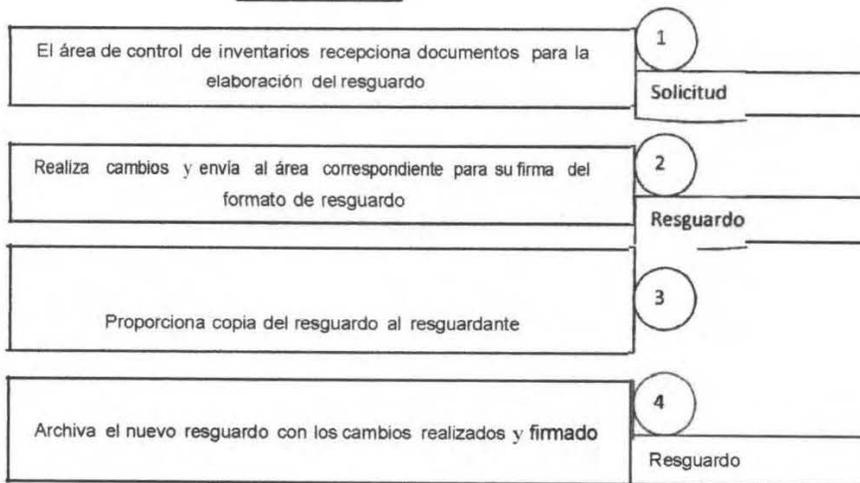 El área de control de inventarios recepciona documentos para la
elaboración del resguardo
1
Solicitud
Realiza cambios y envía al área correspondiente para su firma del
formato de resguardo
2
Resguardo
Proporciona copia del resguardo al resguardante
3
Archiva el nuevo resguardo con los cambios realizados y firmado
4
Resguardo